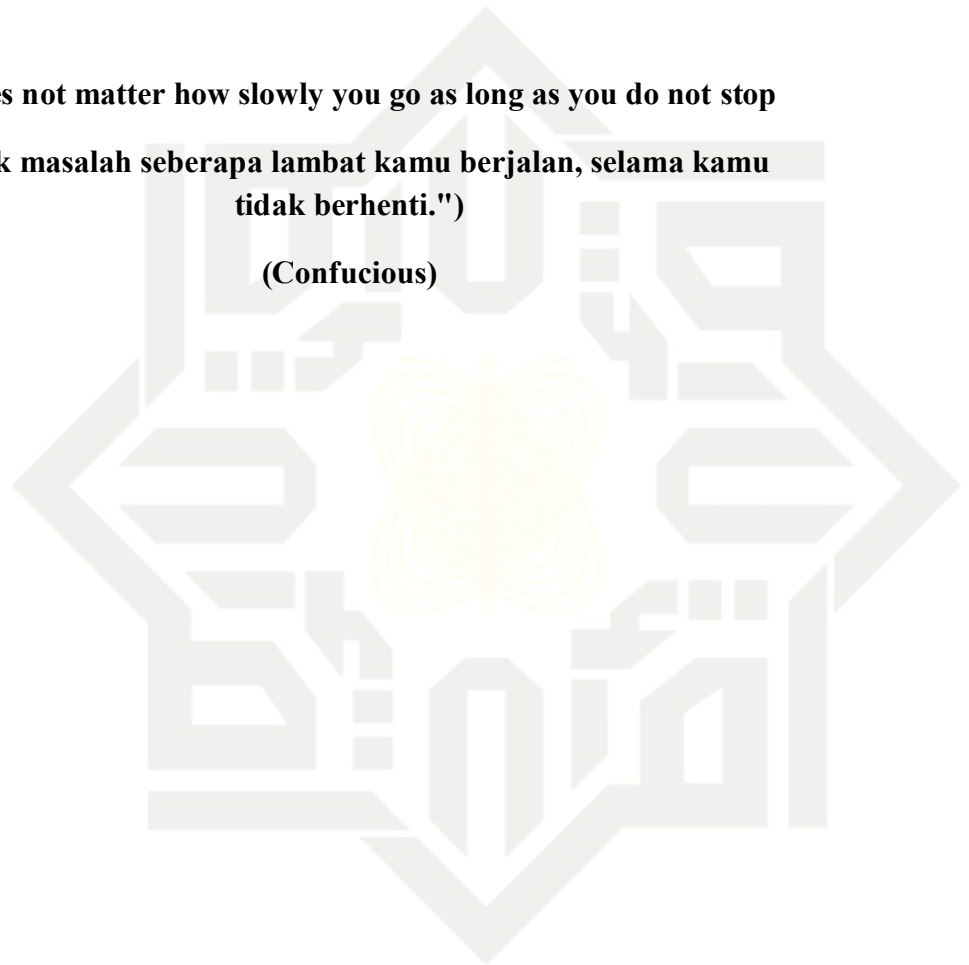 s not matter how slowly you go as long as you do not stop
k masalah seberapa lambat kamu berjalan, selama kamu
tidak berhenti.")
(Confucious)